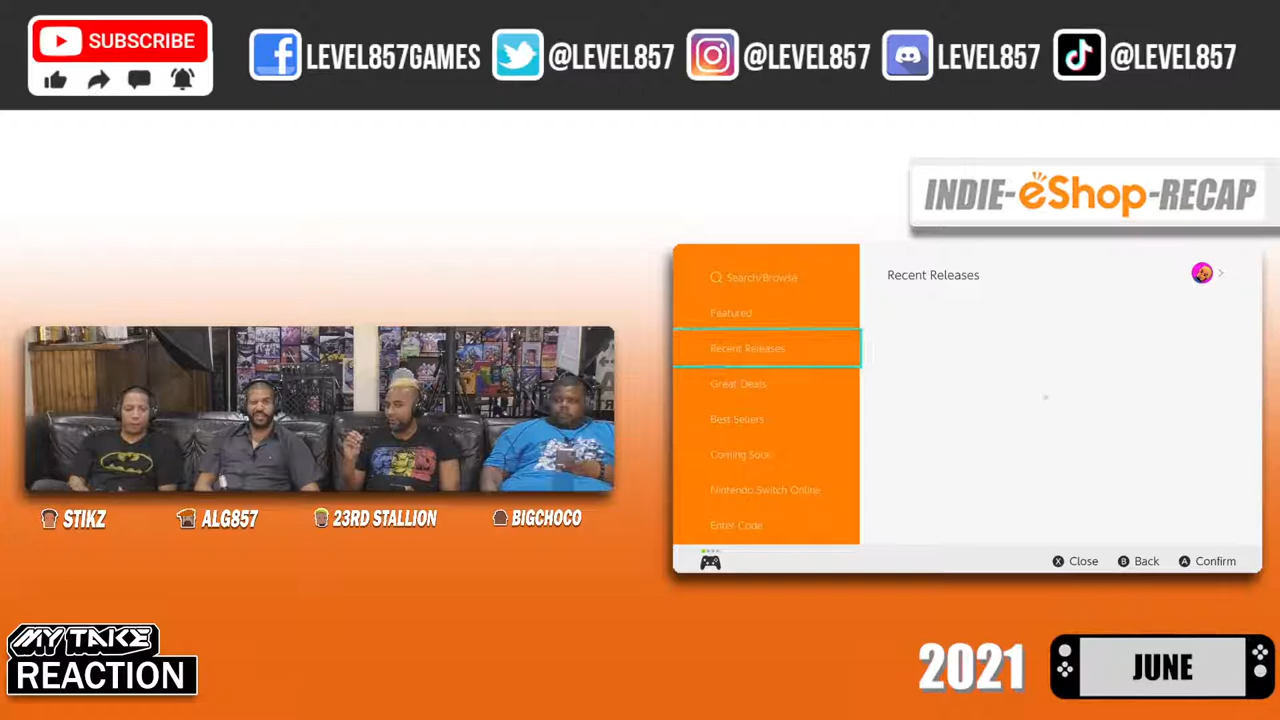 SUBSCRIBE
LEVEL857GAMES
@LEVEL857
@LEVEL857
LEVEL857
@LEVEL857
INDIE-eShop-RECAP
Search/Browse
Featured
Recent Releases
Great Deals
Best Sellers
Coming Soon
Nintendo Switch Online
Enter Code
Recent Releases
X Close
B Back
A Confirm
STIKZ
ALG857
23RD STALLION
BIGCHOCO
MY TAKE
REACTION
2021
JUNE